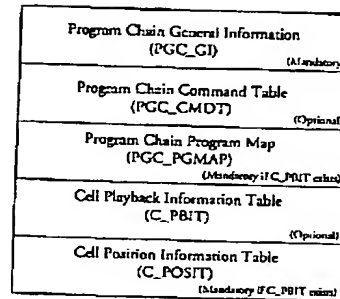 Program Chain General Information
(PGC_GI)
(Mandatory
Program Chain Command Table
(PGC_CMDT)
(Optional)
Program Chain Program Map
(PGC_PGMAP)
(Mandatory if C_PBIT exists)
Cell Playback Information Table
(C_PBIT)
(Optional)
Cell Position Information Table
(C_POSIT)
(Mandatory if C_PBIT exists)